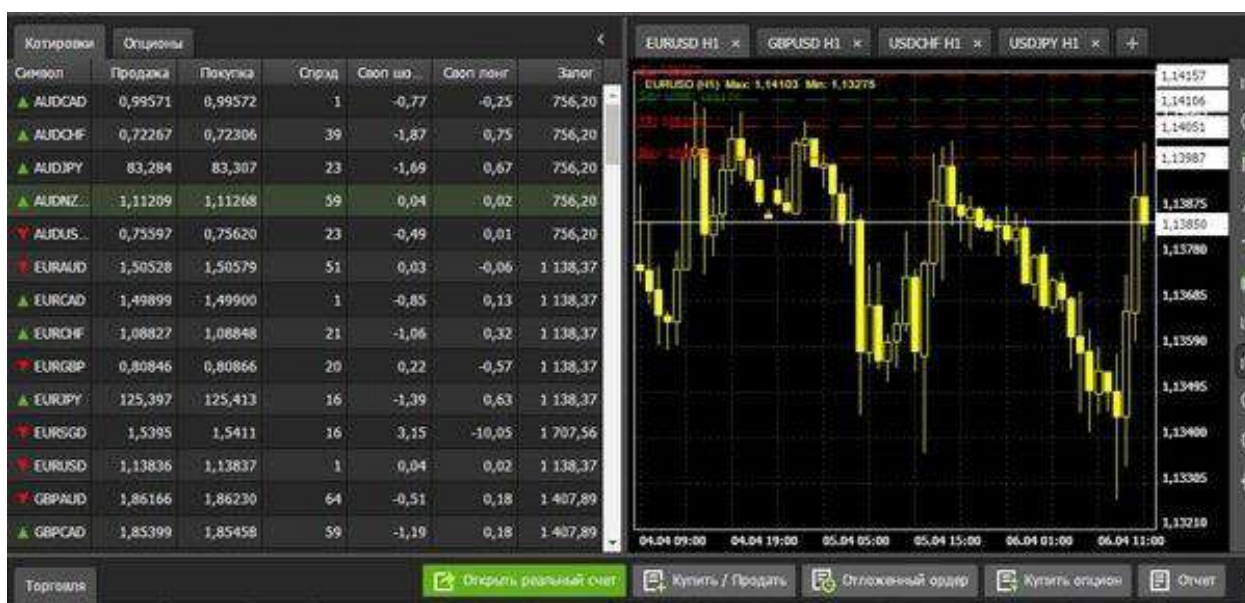 Котировки Опционы
Символ Продажа Покупка Спрэд Своп шо... Своп лонг Залог
AUDCAD 0,99571 0,99572 1 -0,77 -0,25 756,20
AUDCHF 0,72267 0,72306 39 -1,87 0,75 756,20
AUDJPY 83,284 83,307 23 -1,69 0,67 756,20
AUDNZ... 1,11209 1,11268 59 0,04 0,02 756,20
AUDUS... 0,75597 0,75620 23 -0,49 0,01 756,20
EURAUD 1,50528 1,50579 51 0,03 -0,06 1 138,37
EURCAD 1,49899 1,49900 1 -0,85 0,13 1 138,37
EURCHF 1,08827 1,08848 21 -1,06 0,32 1 138,37
EURGBP 0,80846 0,80866 20 0,22 -0,57 1 138,37
EURJPY 125,397 125,413 16 -1,39 0,63 1 138,37
EURSGD 1,5395 1,5411 16 3,15 -10,05 1 707,56
EURUSD 1,13836 1,13837 1 0,04 0,02 1 138,37
GBPAUD 1,86166 1,86230 64 -0,51 0,18 1 407,89
GBPCAD 1,85399 1,85458 59 -1,19 0,18 1 407,89
EURUSD H1 × GBPUSD H1 × USDCHF H1 × USDJPY H1 × +
EURUSD (H1) Max: 1,14103 Min: 1,13275
1,14157
1,14106
1,14051
1,13987
1,13875
1,13850
1,13780
1,13685
1,13590
1,13495
1,13400
1,13305
1,13210
04.04 09:00 04.04 19:00 05.04 05:00 05.04 15:00 06.04 01:00 06.04 11:00
Торговля
Открыть реальный счет
Купить / Продать
Отложенный ордер
Купить опцион
Отчет